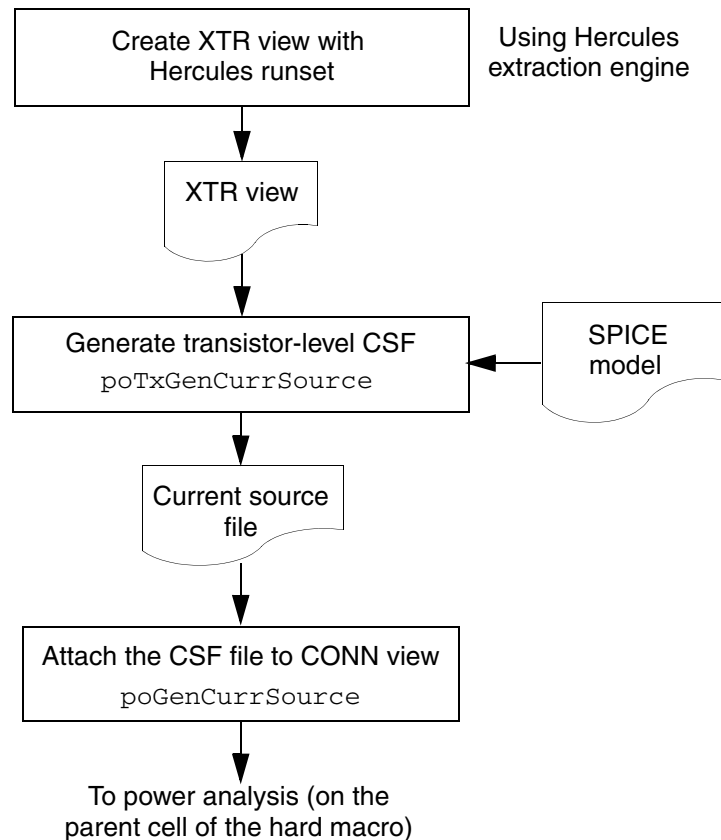 Create XTR view with
Hercules runset
Using Hercules
extraction engine
XTR view
Generate transistor-level CSF
poTxGenCurrSource
SPICE
model
Current source
file
Attach the CSF file to CONN view
poGenCurrSource
To power analysis (on the
parent cell of the hard macro)